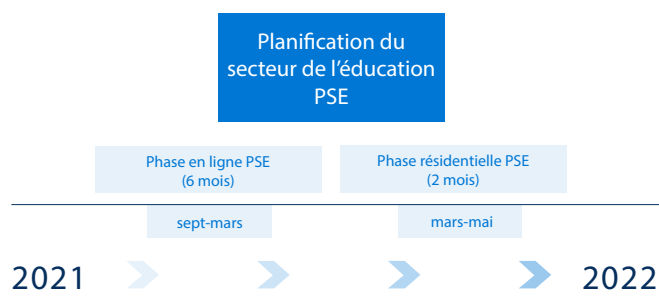 Planification du
secteur de l'éducation
PSE
Phase en ligne PSE
(6 mois)
Phase résidentielle PSE
(2 mois)
sept-mars
mars-mai
2021
2022